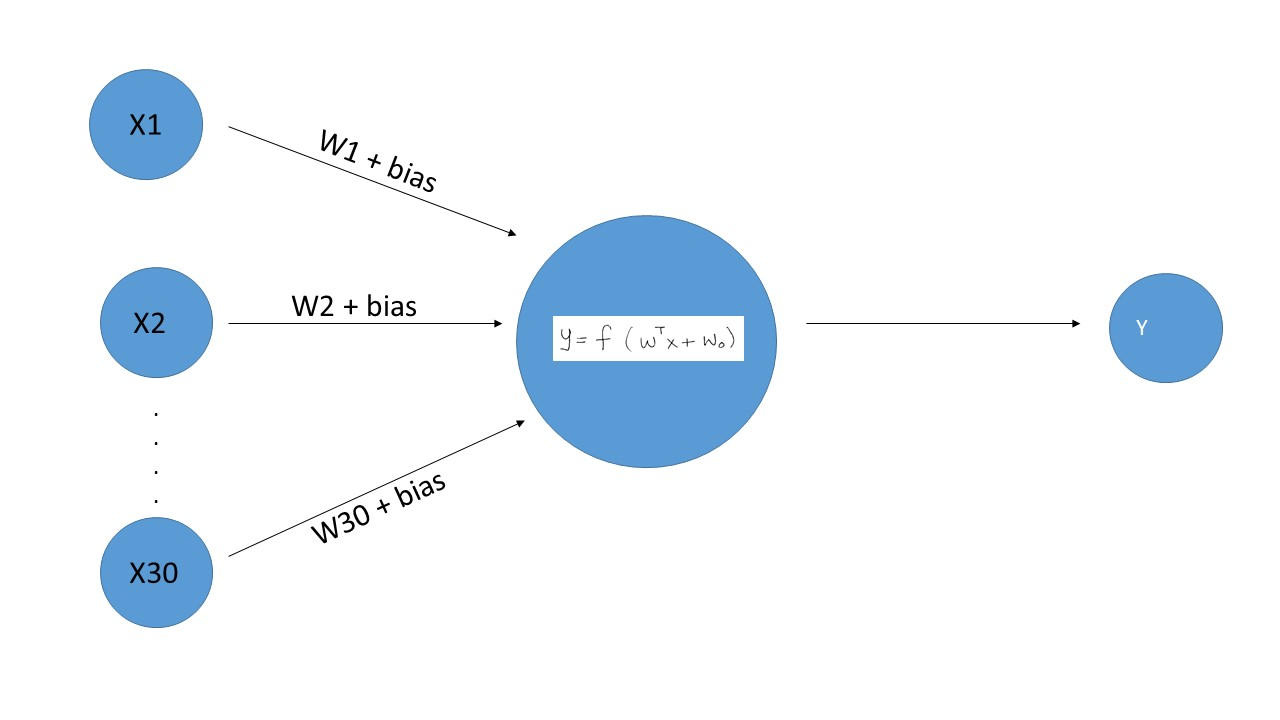 X1
W1 + bias
X2
W2 + bias
y = f (wᵀx + w₀)
Y
.
.
.
.
X30
W30 + bias